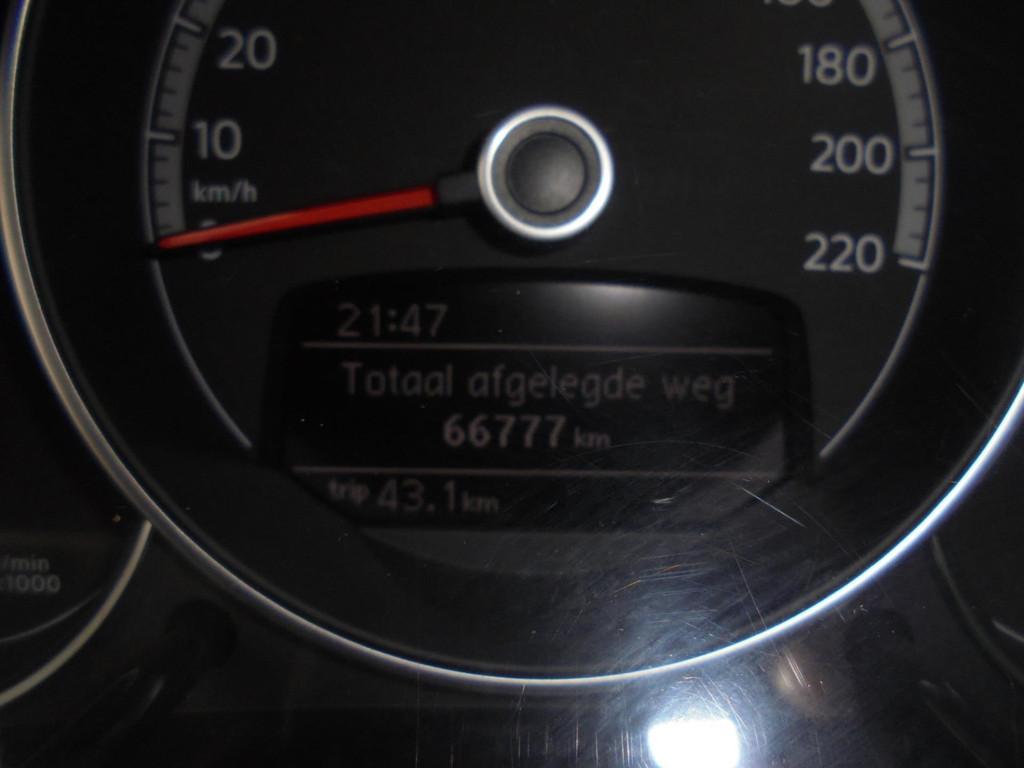 20
180
10
200
km/h
220
21:47
Totaal afgelegde weg
66777 km
trip 43.1 km
/min
x1000